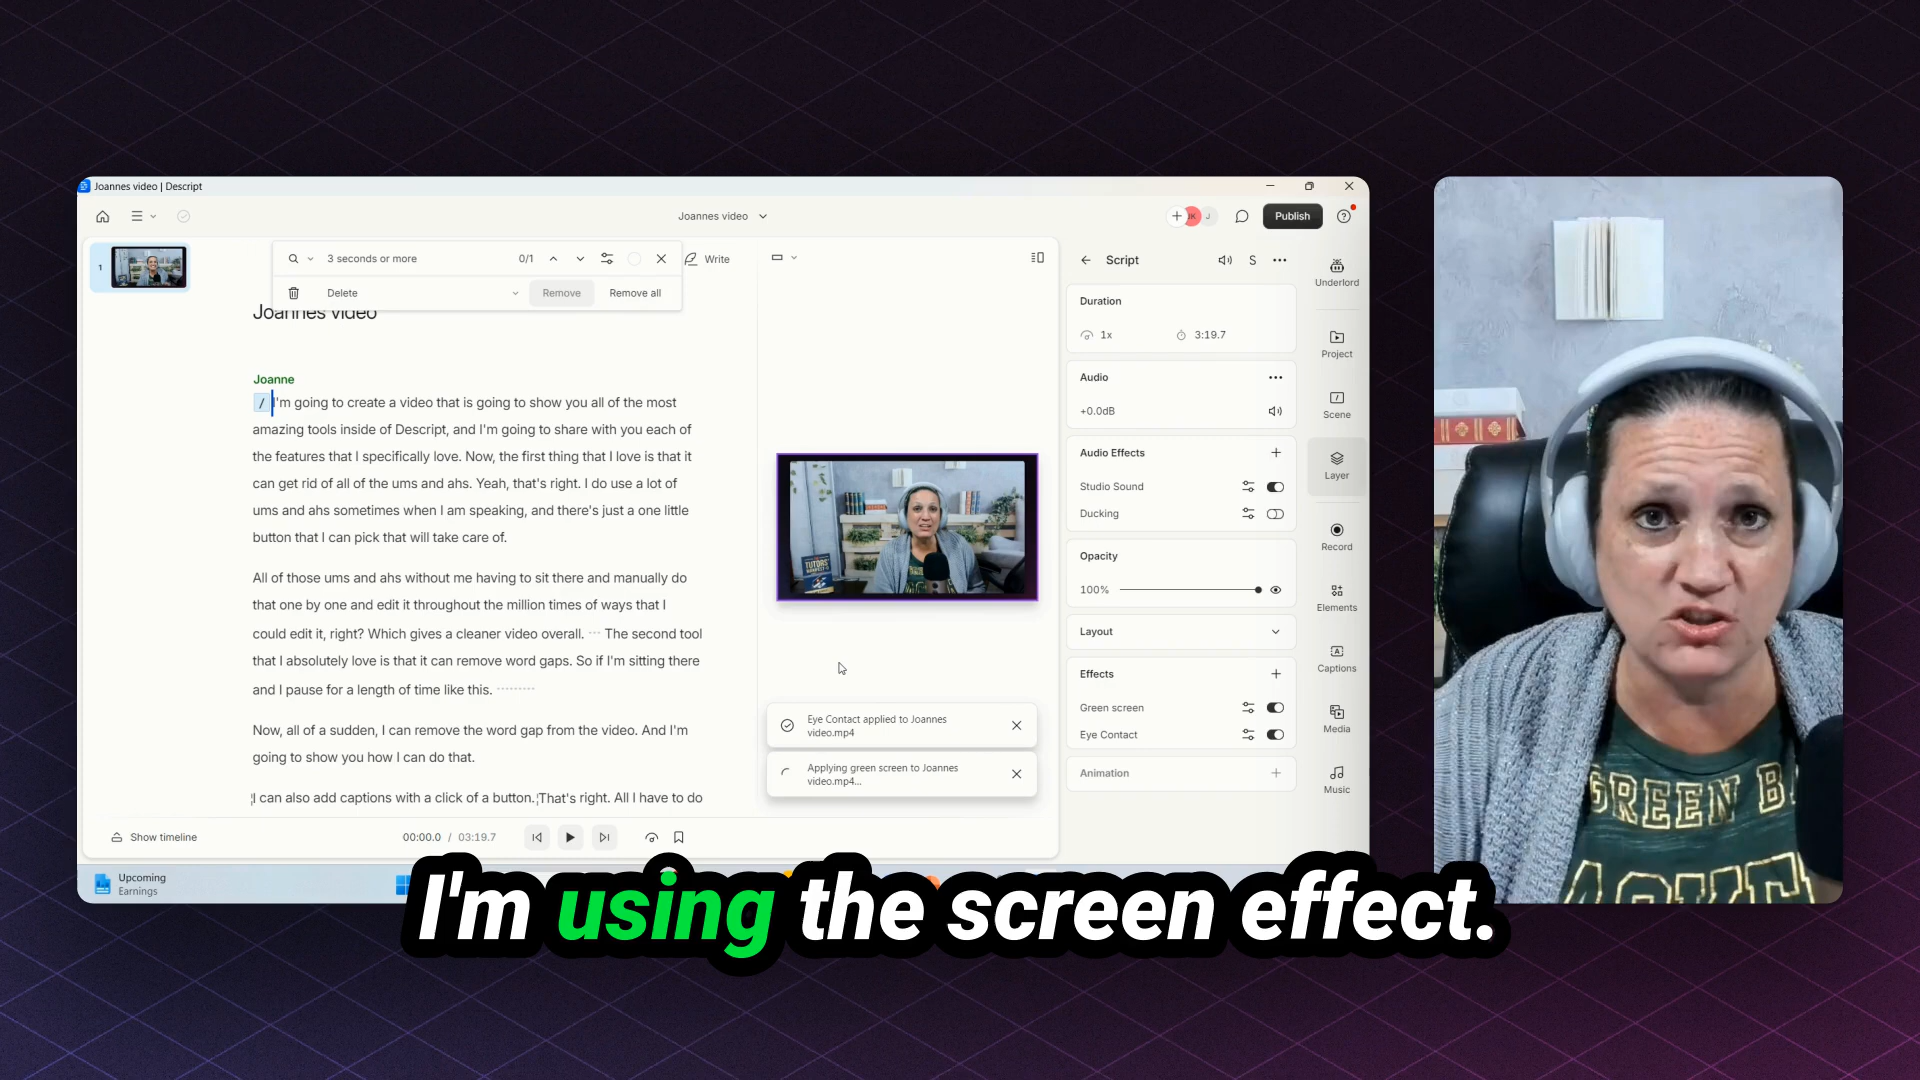 Joannes video | Descript
Joannes video
JK
J
Publish
1
3 seconds or more
0/1
Delete
Remove
Remove all
Write
Joannes video
Joanne
/ I'm going to create a video that is going to show you all of the most
amazing tools inside of Descript, and I'm going to share with you each of
the features that I specifically love. Now, the first thing that I love is that it
can get rid of all of the ums and ahs. Yeah, that's right. I do use a lot of
ums and ahs sometimes when I am speaking, and there's just a one little
button that I can pick that will take care of.
All of those ums and ahs without me having to sit there and manually do
that one by one and edit it throughout the million times of ways that I
could edit it, right? Which gives a cleaner video overall. ··· The second tool
that I absolutely love is that it can remove word gaps. So if I'm sitting there
and I pause for a length of time like this. ·········
Now, all of a sudden, I can remove the word gap from the video. And I'm
going to show you how I can do that.
I can also add captions with a click of a button. That's right. All I have to do
TUTORS
Eye Contact applied to Joannes
video.mp4
Applying green screen to Joannes
video.mp4...
Show timeline
00:00.0 / 03:19.7
Script
S
Duration
1x
3:19.7
Audio
+0.0dB
Audio Effects
Studio Sound
Ducking
Opacity
100%
Layout
Effects
Green screen
Eye Contact
Animation
Underlord
Project
Scene
Layer
Record
Elements
Captions
Media
Music
Upcoming
Earnings
GREEN B
I'm using the screen effect.